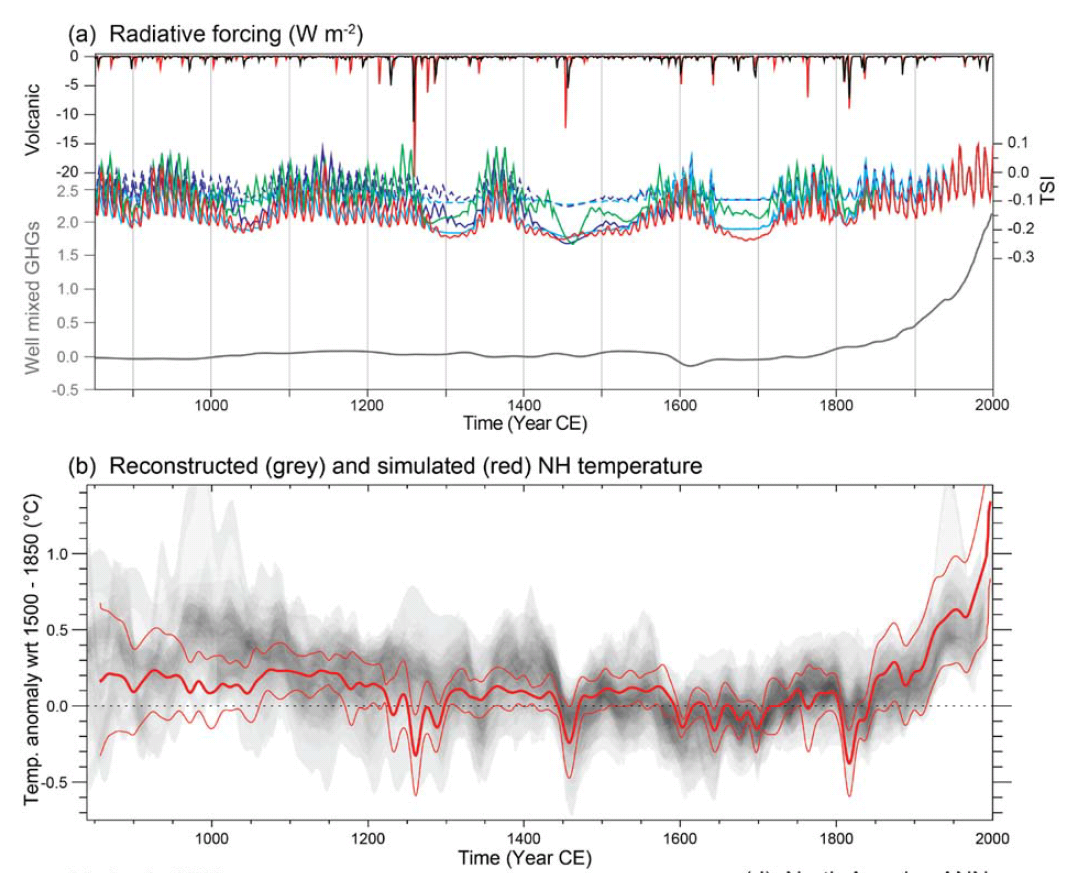 (a) Radiative forcing (W m-2)
Volcanic
0
-5
-10
-15
-20
Well mixed GHGs
2.5
2.0
1.5
1.0
0.5
0.0
-0.5
TSI
0.1
0.0
-0.1
-0.2
-0.3
1000 1200 1400 1600 1800 2000
Time (Year CE)
(b) Reconstructed (grey) and simulated (red) NH temperature
Temp. anomaly wrt 1500 - 1850 (°C)
1.0
0.5
0.0
-0.5
1000 1200 1400 1600 1800 2000
Time (Year CE)